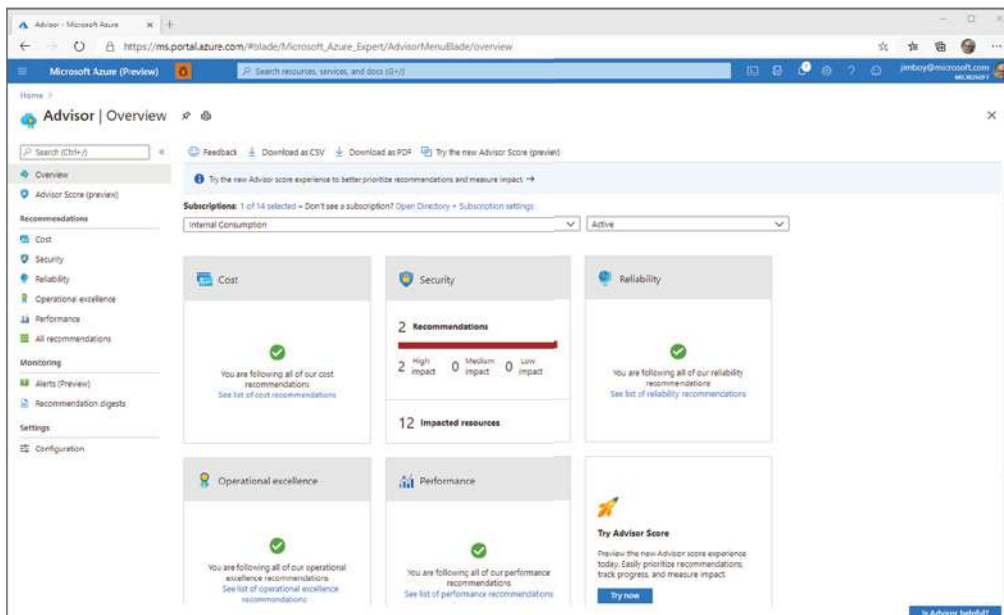 Advisor - Microsoft Azure
https://ms.portal.azure.com/#blade/Microsoft_Azure_Expert/AdvisorMenuBlade/overview
Microsoft Azure (Preview)
Search resources, services, and docs (G+/)
jimboy@microsoft.com
MICROSOFT
Home >
Advisor | Overview
Search (Ctrl+/)
«
Overview
Advisor Score (preview)
Recommendations
Cost
Security
Reliability
Operational excellence
Performance
All recommendations
Monitoring
Alerts (Preview)
Recommendation digests
Settings
Configuration
Feedback
Download as CSV
Download as PDF
Try the new Advisor Score (preview)
Try the new Advisor score experience to better prioritize recommendations and measure impact. →
Subscriptions: 1 of 14 selected – Don't see a subscription? Open Directory + Subscription settings
Internal Consumption
Active
Cost
You are following all of our cost
recommendations
See list of cost recommendations
Security
2 Recommendations
2 High impact 0 Medium impact 0 Low impact
12 Impacted resources
Reliability
You are following all of our reliability
recommendations
See list of reliability recommendations
Operational excellence
You are following all of our operational
excellence recommendations
See list of operational excellence
recommendations
Performance
You are following all of our performance
recommendations
See list of performance recommendations
Try Advisor Score
Preview the new Advisor score experience
today. Easily prioritize recommendations,
track progress, and measure impact.
Try now
Is Advisor helpful?